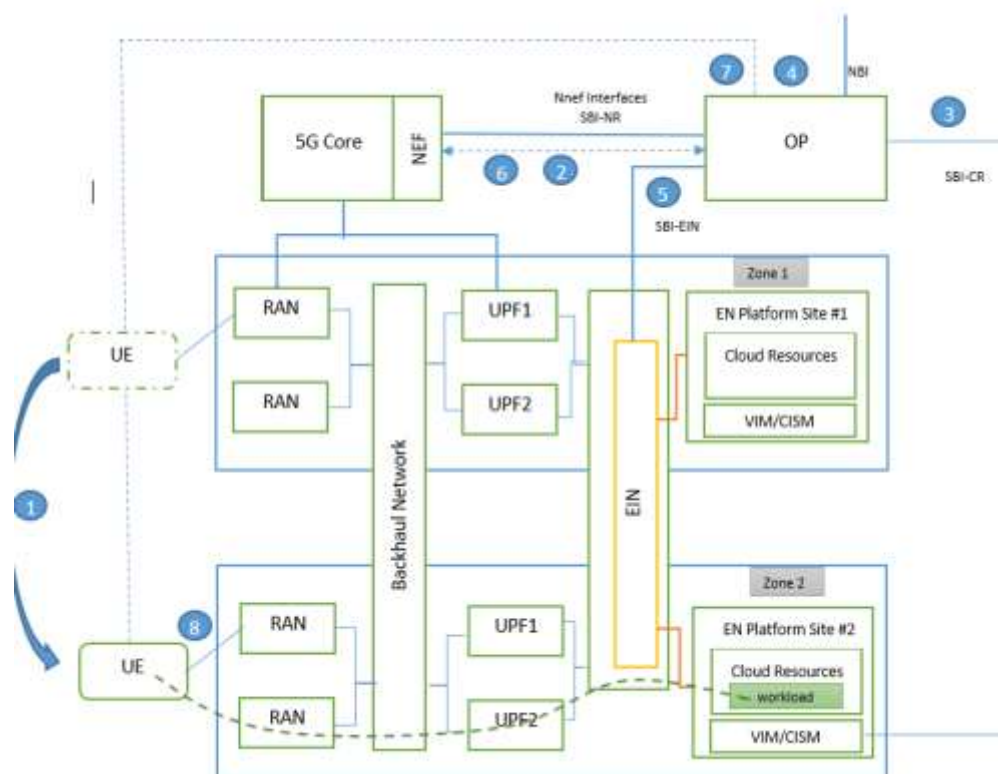 7
4
NBI
Nnef Interfaces
SBI-NR
3
5G Core
NEF
OP
6
2
SBI-CR
5
SBI-EIN
Zone 1
RAN
UPF1
EN Platform Site #1
UE
Cloud Resources
RAN
UPF2
VIM/CISM
1
Backhaul Network
EIN
Zone 2
8
RAN
UPF1
EN Platform Site #2
UE
Cloud Resources
workload
RAN
UPF2
VIM/CISM